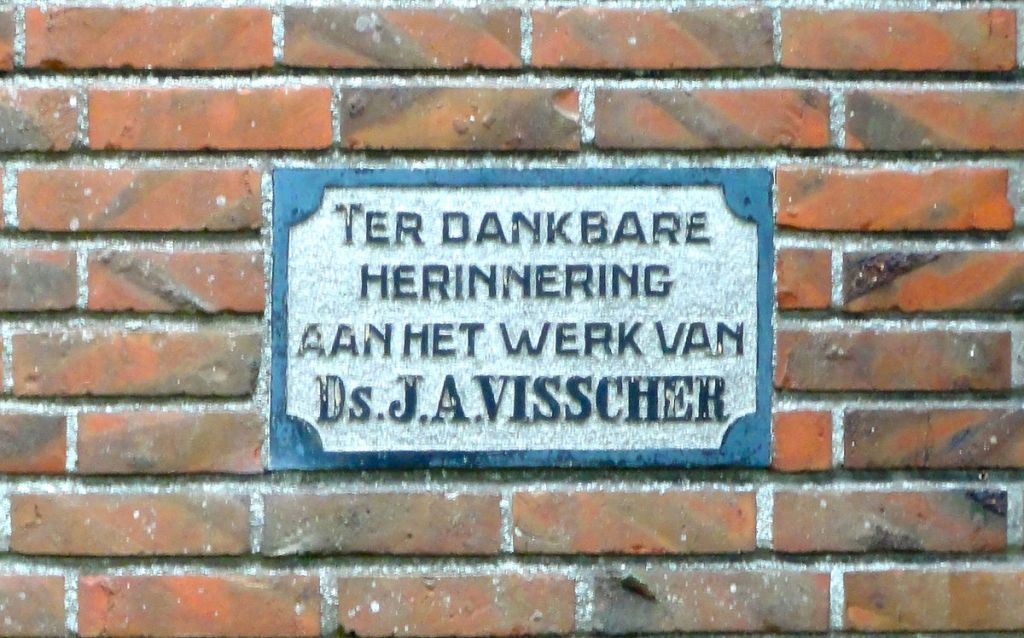 TER DANKBARE
HERINNERING
AAN HET WERK VAN
Ds. J. A. VISSCHER